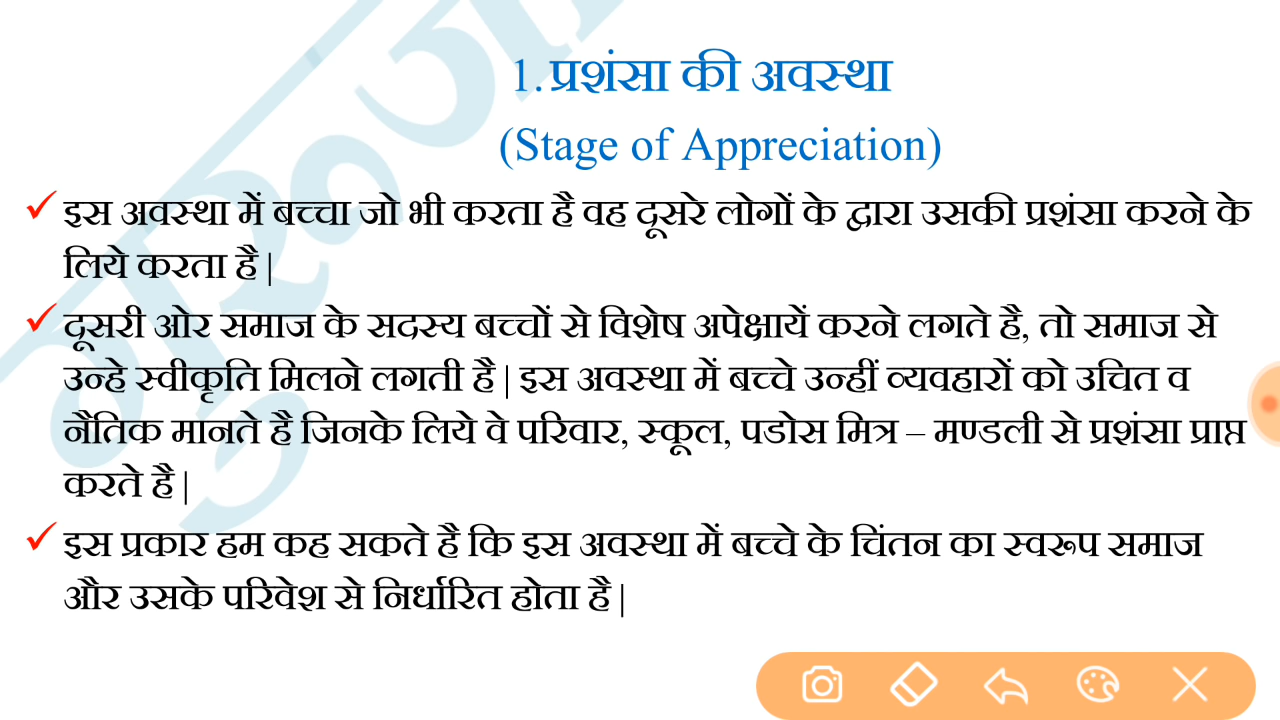 1. प्रशंसा की अवस्था
(Stage of Appreciation)
इस अवस्था में बच्चा जो भी करता है वह दूसरे लोगों के द्वारा उसकी प्रशंसा करने के
लिये करता है|
दूसरी ओर समाज के सदस्य बच्चों से विशेष अपेक्षायें करने लगते है, तो समाज से
उन्हे स्वीकृति मिलने लगती है| इस अवस्था में बच्चे उन्हीं व्यवहारों को उचित व
नैतिक मानते है जिनके लिये वे परिवार, स्कूल, पडोस मित्र – मण्डली से प्रशंसा प्राप्त
करते है|
इस प्रकार हम कह सकते है कि इस अवस्था में बच्चे के चिंतन का स्वरूप समाज
और उसके परिवेश से निर्धारित होता है|